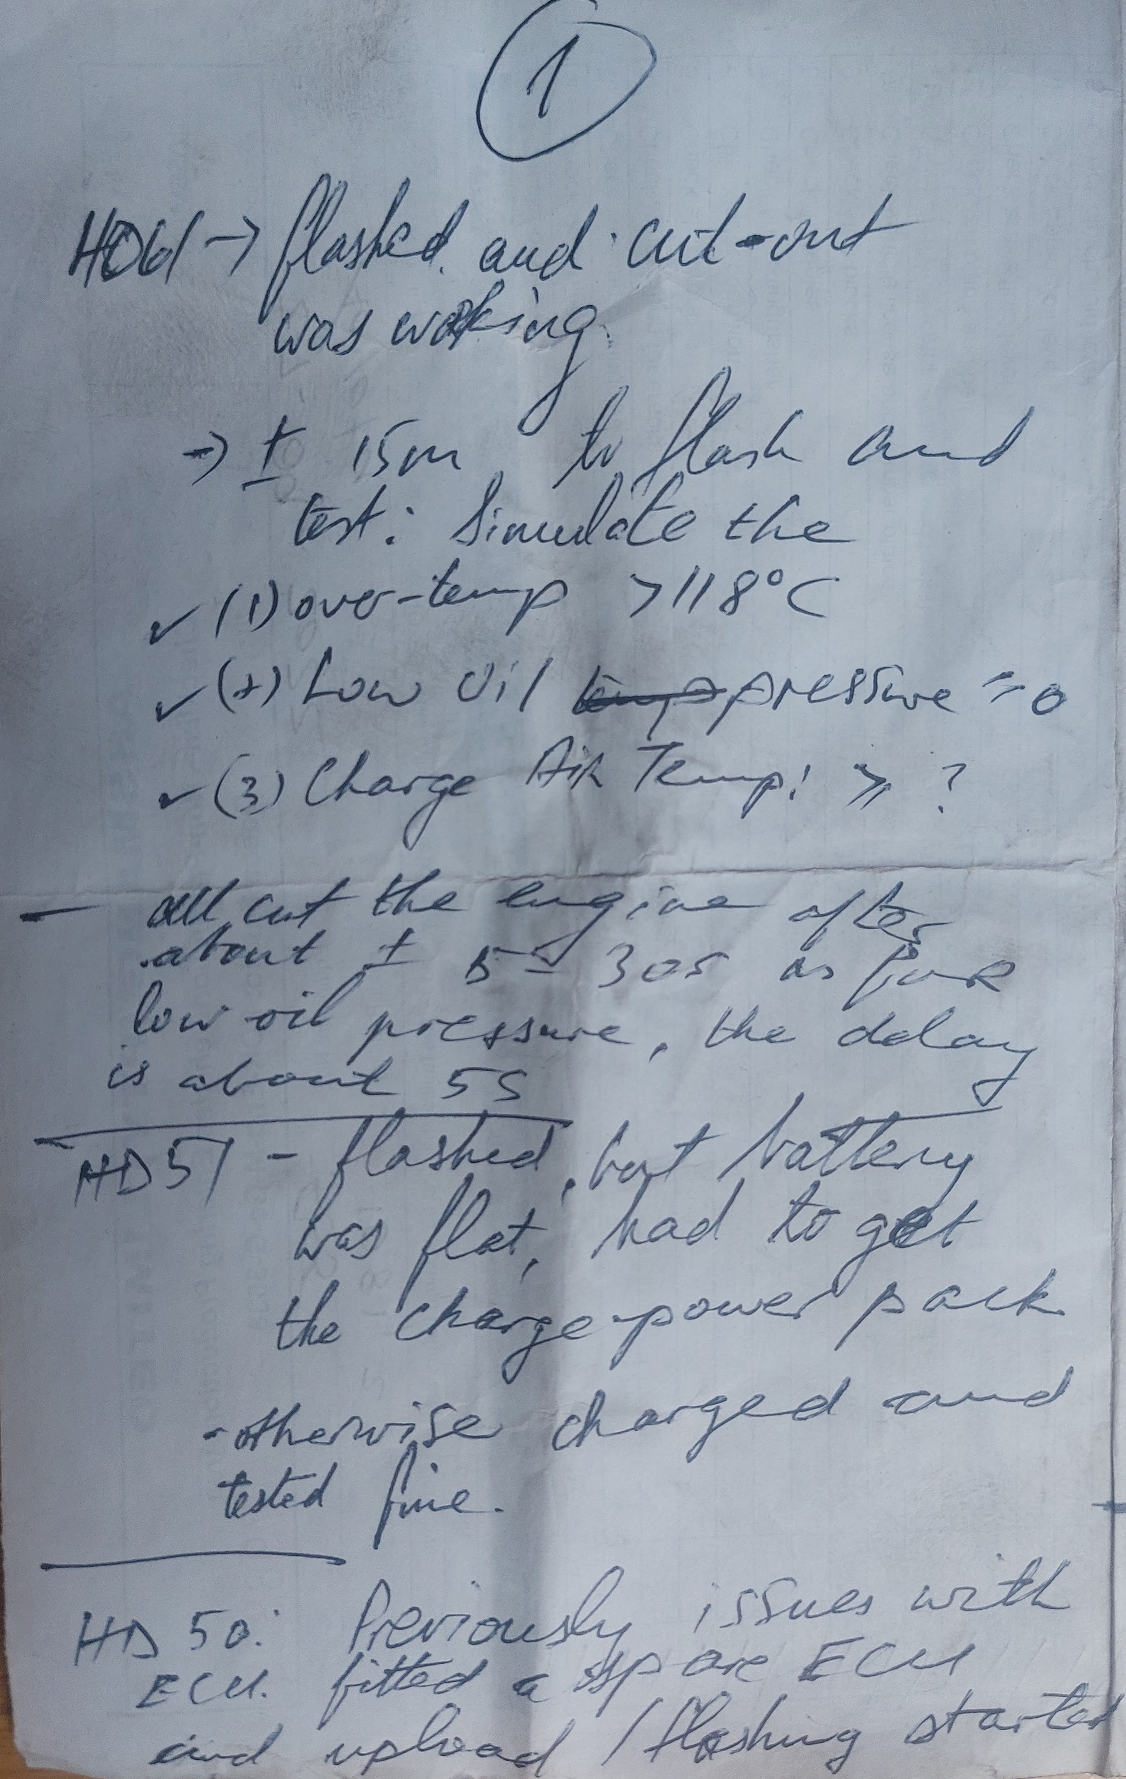 1
HD61 → flashed and cut-out
was working.
→ ± 15m to flash and
test: Simulate the
✓ (1) over-temp >118°C
✓ (2) Low Oil temp pressure = 0
✓ (3) Charge Air Temp: ≥ ?
— all cut the engine after
about ± 5 - 30s as for
low oil pressure, the delay
is about 5s
HD51 - flashed, but battery
was flat, had to get
the charge power pack
- otherwise charged and
tested fine.
HD 50: Previously issues with
ECU. fitted a spare ECU
and upload / flashing started